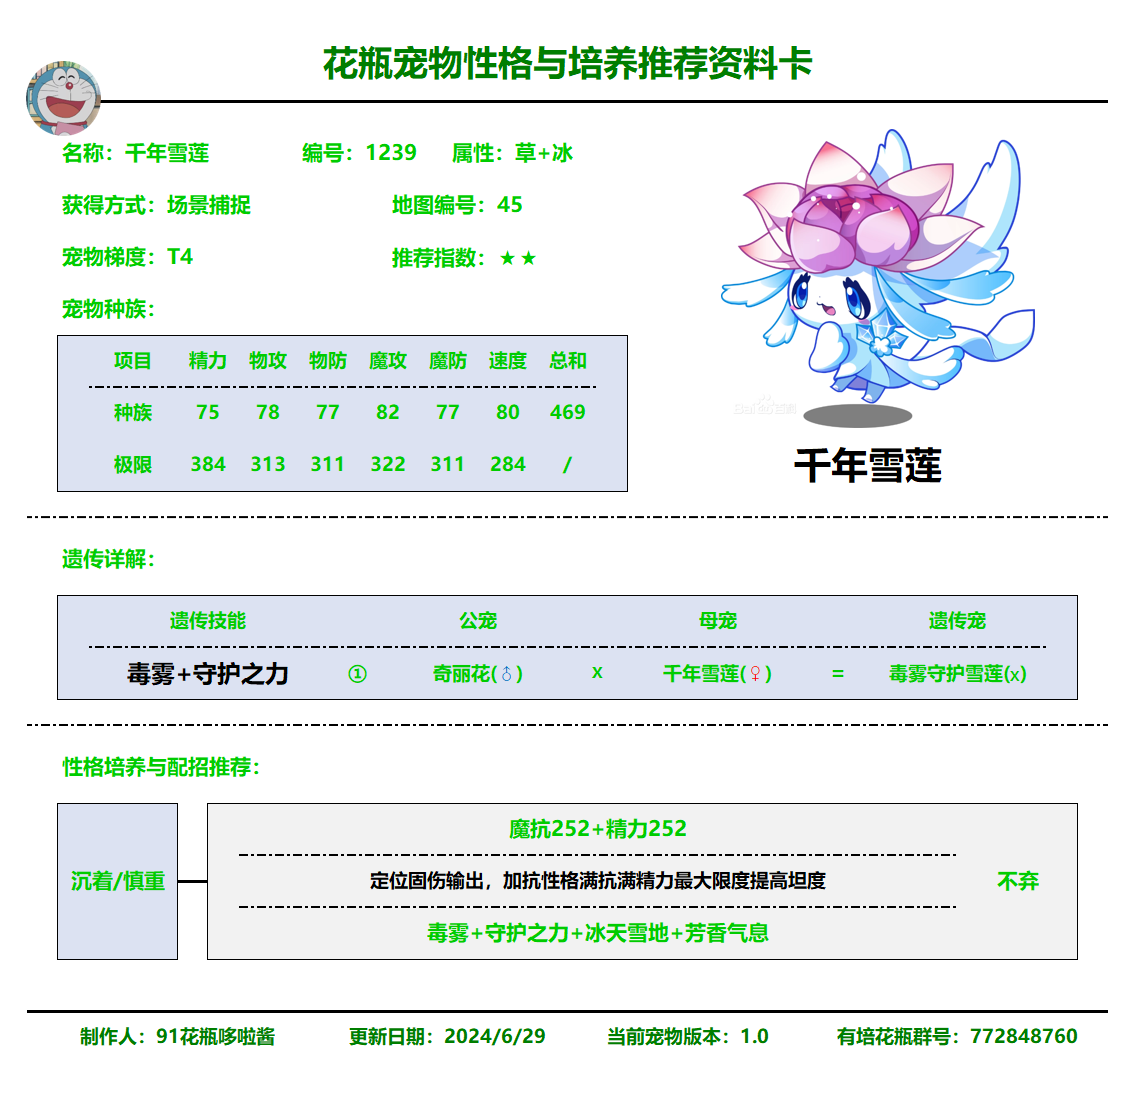 花瓶宠物性格与培养推荐资料卡
名称：千年雪莲 编号：1239 属性：草+冰
获得方式：场景捕捉 地图编号：45
宠物梯度：T4 推荐指数：★★
宠物种族：
项目 精力 物攻 物防 魔攻 魔防 速度 总和
种族 75 78 77 82 77 80 469
极限 384 313 311 322 311 284 /
Baidu百科
千年雪莲
遗传详解：
遗传技能 公宠 母宠 遗传宠
毒雾+守护之力 ① 奇丽花(♂) x 千年雪莲(♀) = 毒雾守护雪莲(x)
性格培养与配招推荐：
沉着/慎重
魔抗252+精力252
定位固伤输出，加抗性格满抗满精力最大限度提高坦度
毒雾+守护之力+冰天雪地+芳香气息
不弃
制作人：91花瓶哆啦酱 更新日期：2024/6/29 当前宠物版本：1.0 有培花瓶群号：772848760